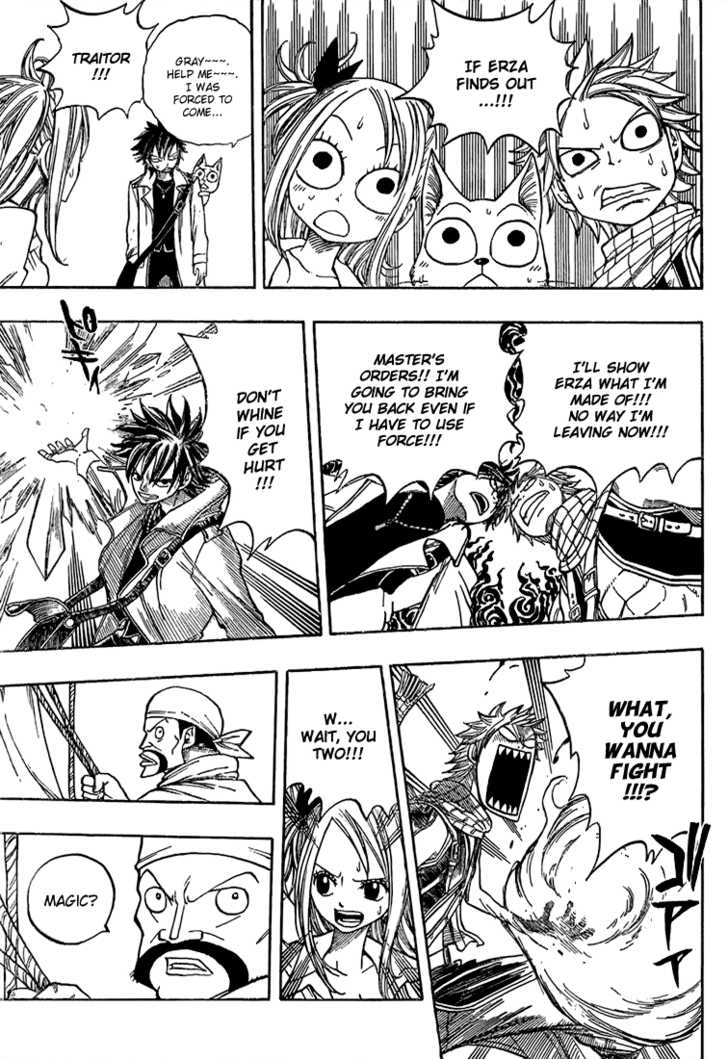 IF ERZA
FINDS OUT
...!!!
GRAY~~~.
HELP ME~~~.
I WAS
FORCED TO
COME...
TRAITOR
!!!
I'LL SHOW
ERZA WHAT I'M
MADE OF!!!
NO WAY I'M
LEAVING NOW!!!
MASTER'S
ORDERS!! I'M
GOING TO BRING
YOU BACK EVEN IF
I HAVE TO USE
FORCE!!!
DON'T
WHINE
IF YOU
GET
HURT
!!!
WHAT,
YOU
WANNA
FIGHT
!!!?
W...
WAIT, YOU
TWO!!!
MAGIC?